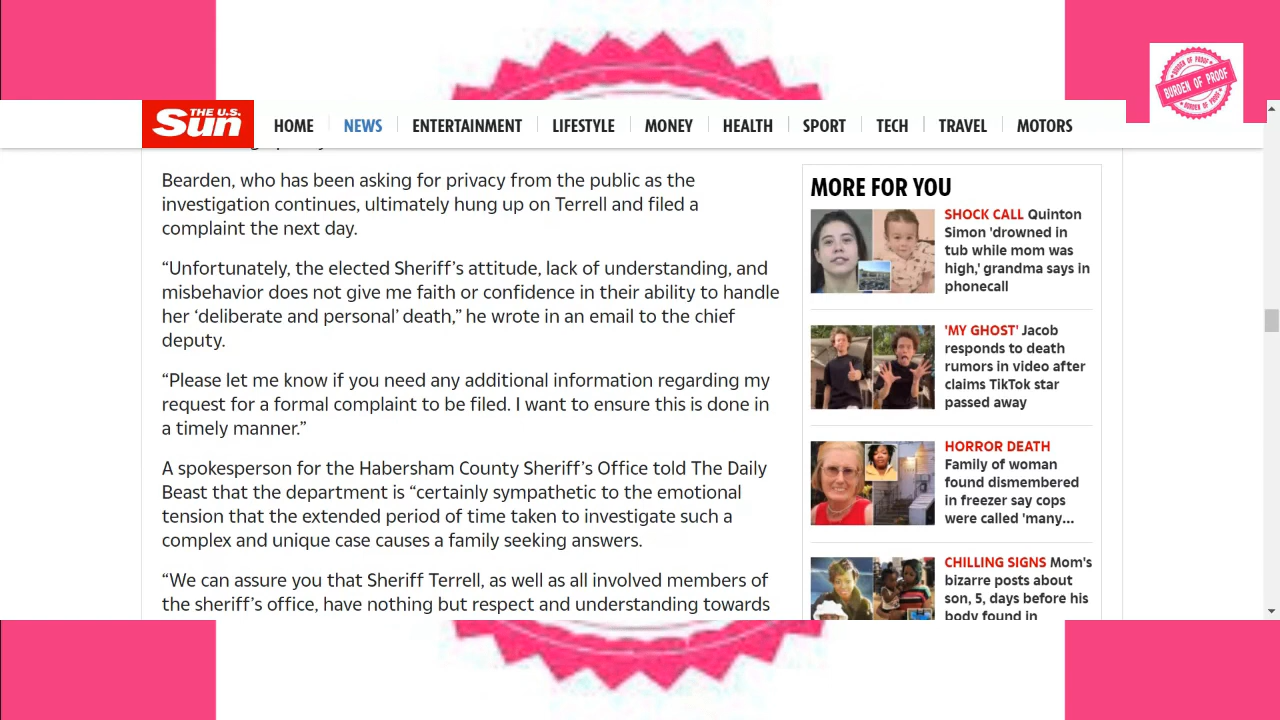 BURDEN OF PROOF
BURDEN OF PROOF
BURDEN OF PROOF
THE U.S.
Sun
HOME
NEWS
ENTERTAINMENT
LIFESTYLE
MONEY
HEALTH
SPORT
TECH
TRAVEL
MOTORS
Bearden, who has been asking for privacy from the public as the
investigation continues, ultimately hung up on Terrell and filed a
complaint the next day.
“Unfortunately, the elected Sheriff’s attitude, lack of understanding, and
misbehavior does not give me faith or confidence in their ability to handle
her ‘deliberate and personal’ death,” he wrote in an email to the chief
deputy.
“Please let me know if you need any additional information regarding my
request for a formal complaint to be filed. I want to ensure this is done in
a timely manner.”
A spokesperson for the Habersham County Sheriff’s Office told The Daily
Beast that the department is “certainly sympathetic to the emotional
tension that the extended period of time taken to investigate such a
complex and unique case causes a family seeking answers.
“We can assure you that Sheriff Terrell, as well as all involved members of
the sheriff’s office, have nothing but respect and understanding towards
MORE FOR YOU
SHOCK CALL Quinton
Simon 'drowned in
tub while mom was
high,' grandma says in
phonecall
'MY GHOST' Jacob
responds to death
rumors in video after
claims TikTok star
passed away
HORROR DEATH
Family of woman
found dismembered
in freezer say cops
were called 'many...
CHILLING SIGNS Mom's
bizarre posts about
son, 5, days before his
body found in